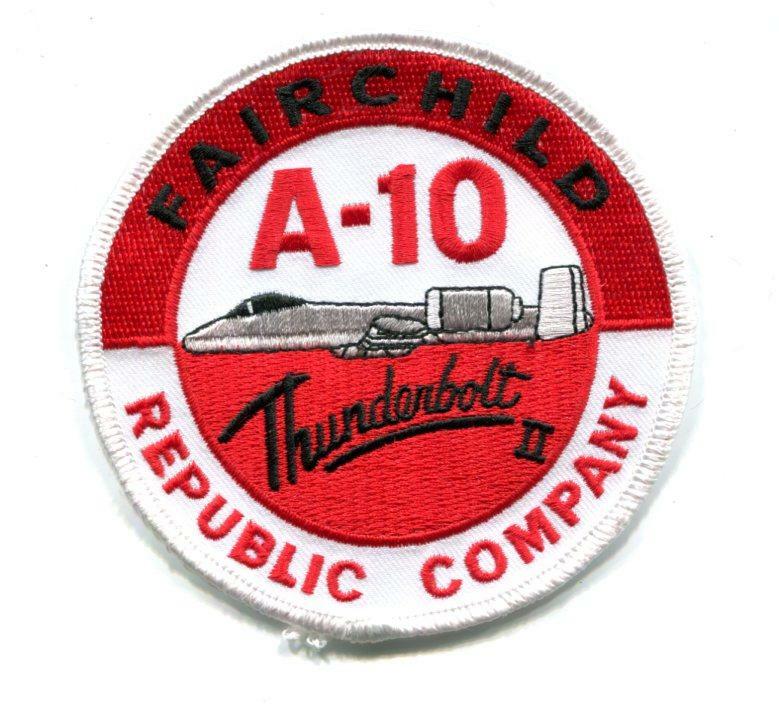 FAIRCHILD
A-10
Thunderbolt
II
REPUBLIC COMPANY